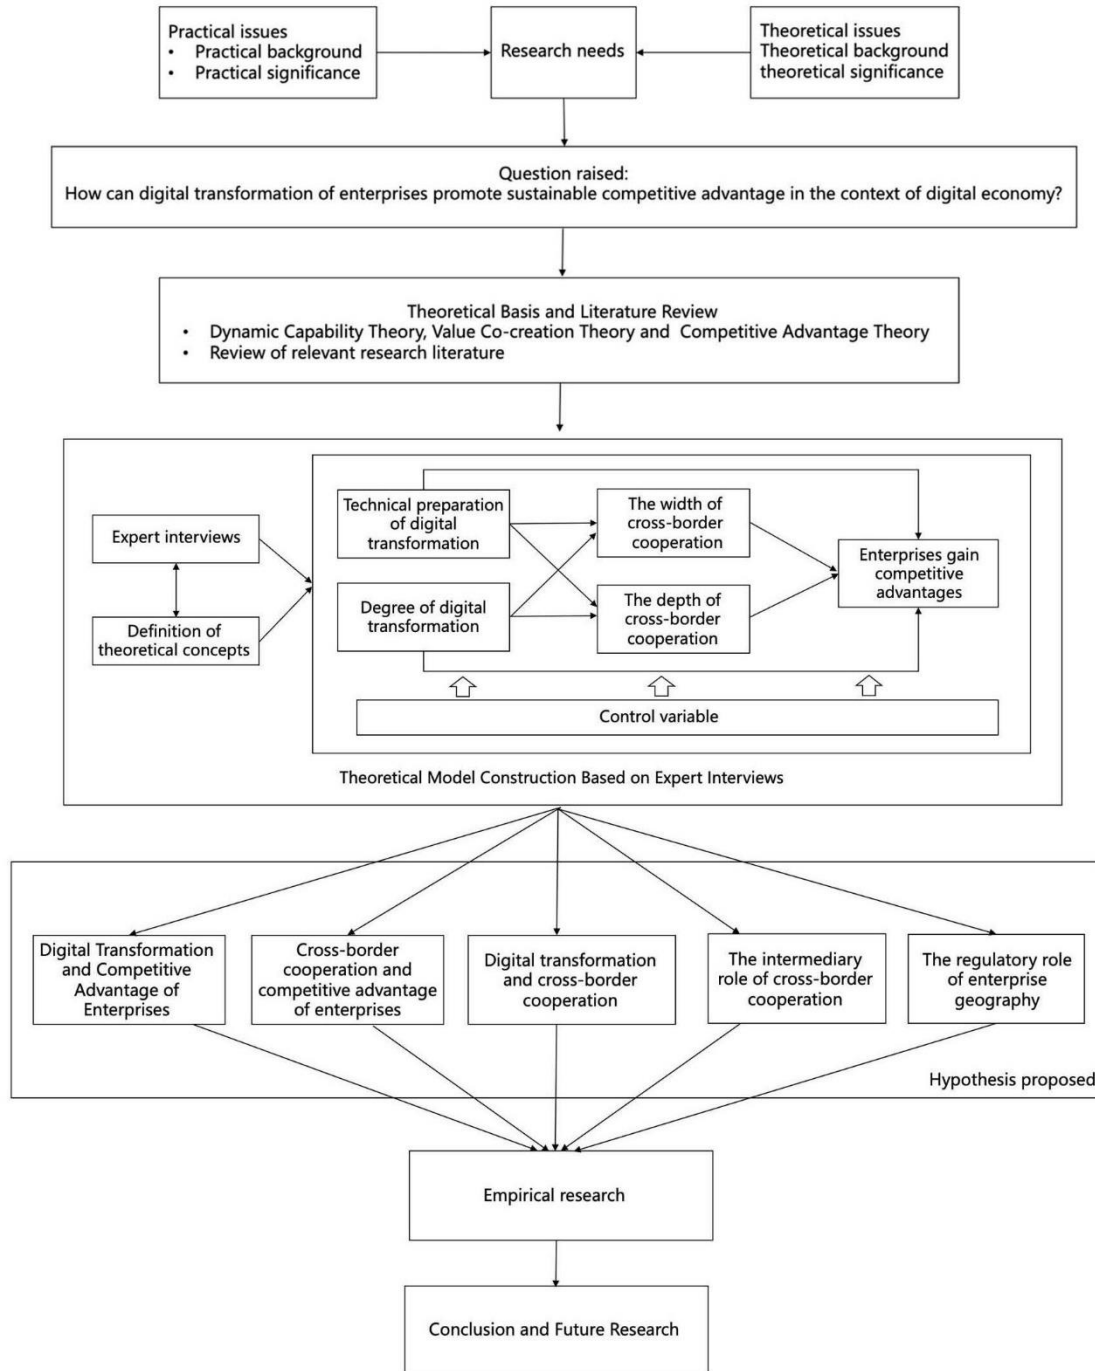 Practical issues
• Practical background
• Practical significance
Research needs
Theoretical issues
Theoretical background
theoretical significance
Question raised:
How can digital transformation of enterprises promote sustainable competitive advantage in the context of digital economy?
Theoretical Basis and Literature Review
• Dynamic Capability Theory, Value Co-creation Theory and Competitive Advantage Theory
• Review of relevant research literature
Expert interviews
Definition of
theoretical concepts
Technical preparation
of digital
transformation
Degree of digital
transformation
The width of
cross-border
cooperation
The depth of
cross-border
cooperation
Enterprises gain
competitive
advantages
Control variable
Theoretical Model Construction Based on Expert Interviews
Digital Transformation
and Competitive
Advantage of
Enterprises
Cross-border
cooperation and
competitive advantage
of enterprises
Digital transformation
and cross-border
cooperation
The intermediary
role of cross-border
cooperation
The regulatory role
of enterprise
geography
Hypothesis proposed
Empirical research
Conclusion and Future Research